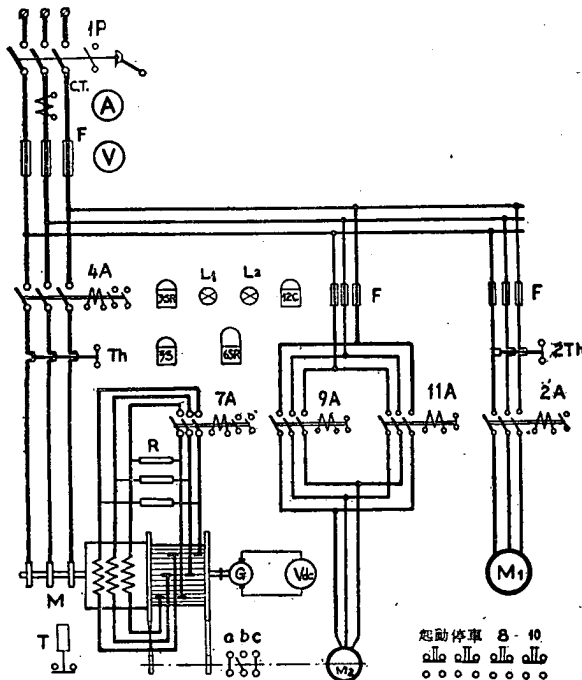 1P
C.T.
A
F
V
4A
3SR
L₁
L₂
12C
F
F
Th
3S
6SR
2Th
7A
9A
11A
2A
R
G
Vdc
M₁
M
T
a b c
M₂
起動 停車 8 - 10